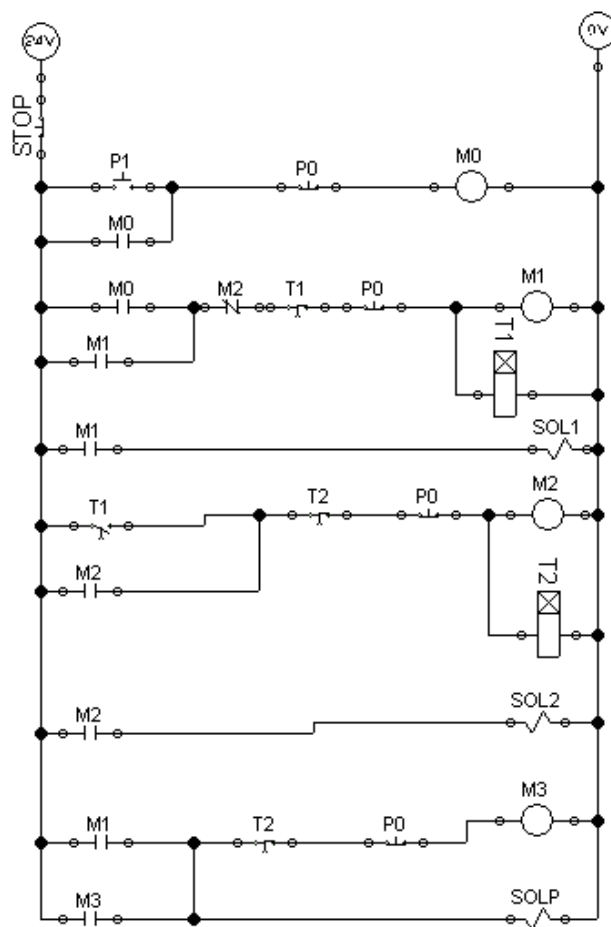 24V 0V
STOP
P1 P0 M0
M0
M0 M2 T1 P0 M1
T1
M1
M1 SOL1
T1 T2 P0 M2
M2 T2
M2 SOL2
M1 T2 P0 M3
M3 SOLP